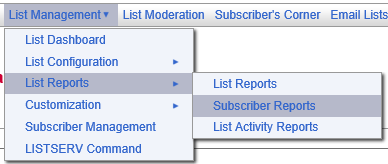 List Management▾ List Moderation Subscriber's Corner Email Lists
List Dashboard
List Configuration ▸
List Reports ▸ List Reports
Customization ▸ Subscriber Reports
Subscriber Management List Activity Reports
LISTSERV Command